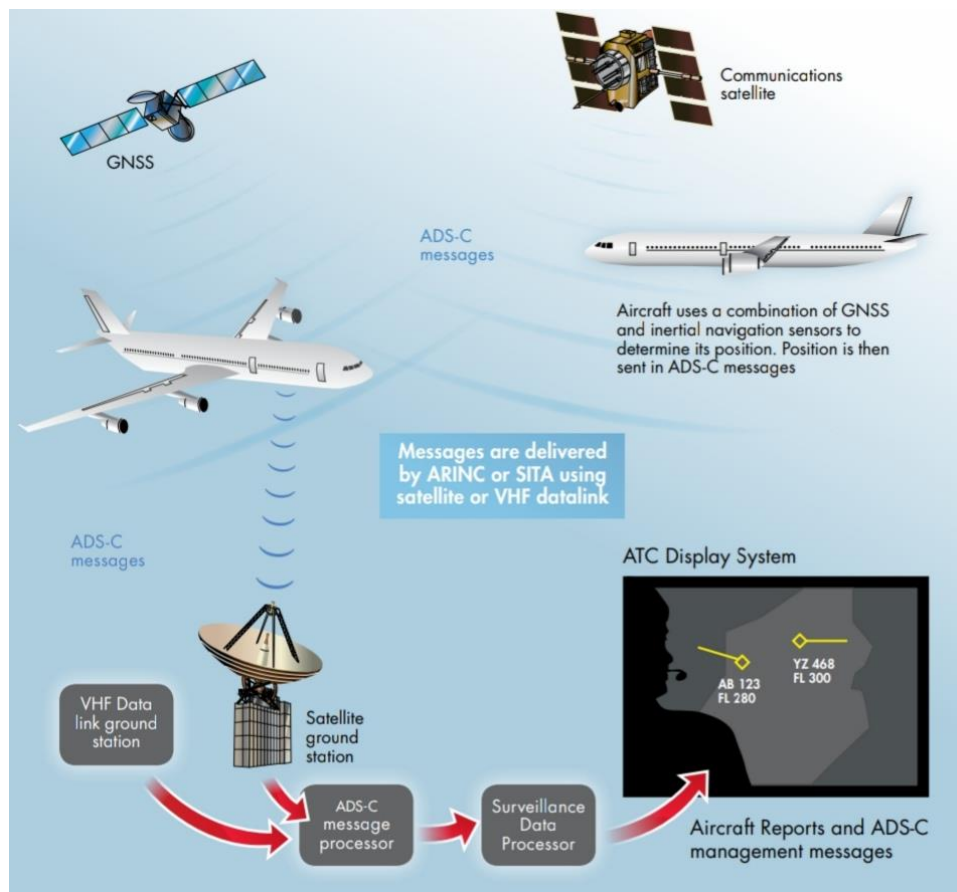 Communications
satellite
GNSS
ADS-C
messages
Aircraft uses a combination of GNSS
and inertial navigation sensors to
determine its position. Position is then
sent in ADS-C messages
Messages are delivered
by ARINC or SITA using
satellite or VHF datalink
ADS-C
messages
ATC Display System
AB 123
FL 280
YZ 468
FL 300
VHF Data
link ground
station
Satellite
ground
station
ADS-C
message
processor
Surveillance
Data
Processor
Aircraft Reports and ADS-C
management messages